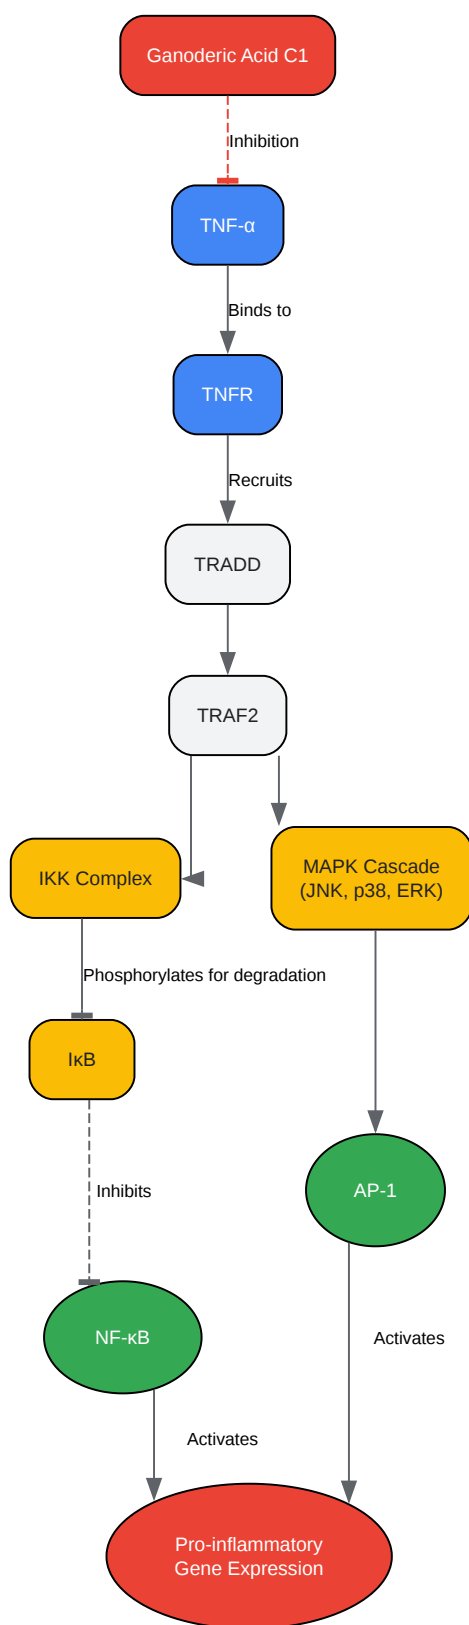 Ganoderic Acid C1
Inhibition
TNF-α
Binds to
TNFR
Recruits
TRADD
TRAF2
IKK Complex
MAPK Cascade
(JNK, p38, ERK)
Phosphorylates for degradation
IκB
AP-1
Inhibits
NF-κB
Activates
Activates
Pro-inflammatory
Gene Expression